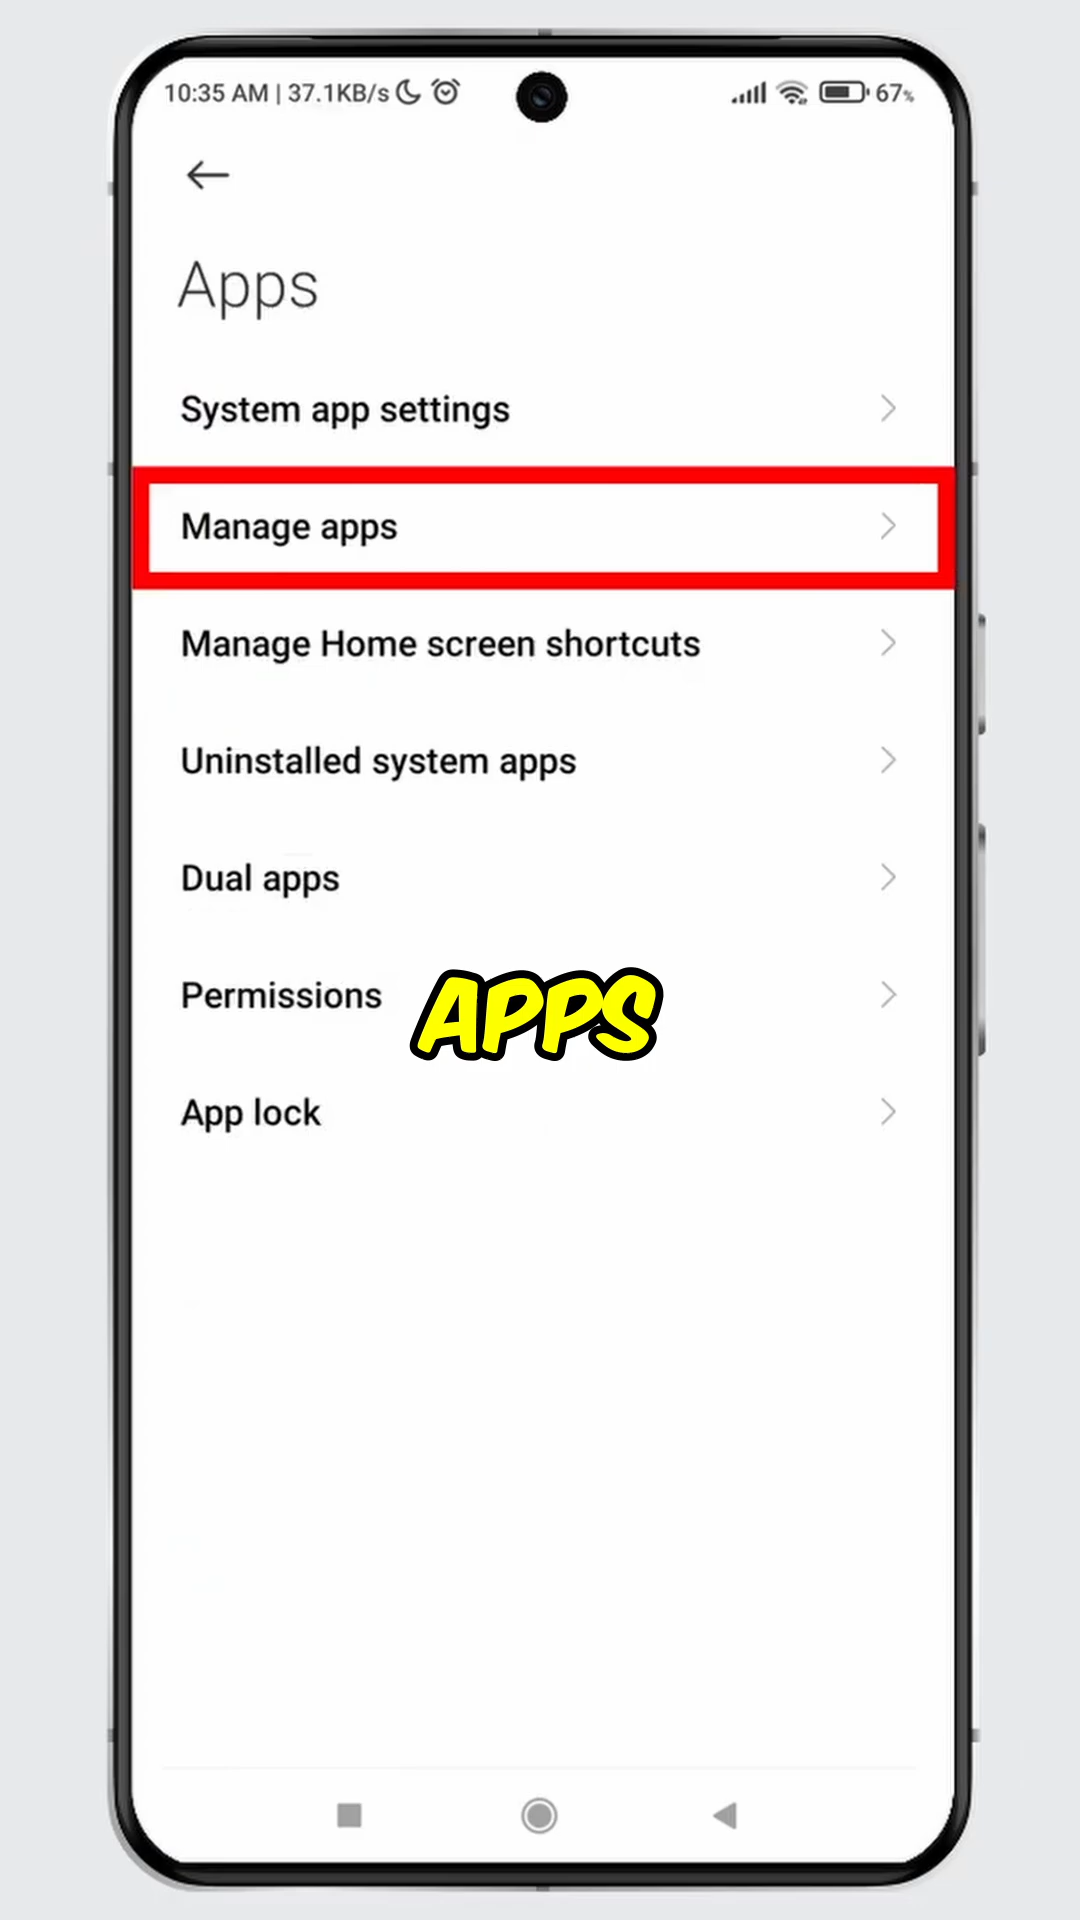 10:35 AM | 37.1KB/s 67%
Apps
System app settings
Manage apps
Manage Home screen shortcuts
Uninstalled system apps
Dual apps
Permissions
APPS
App lock